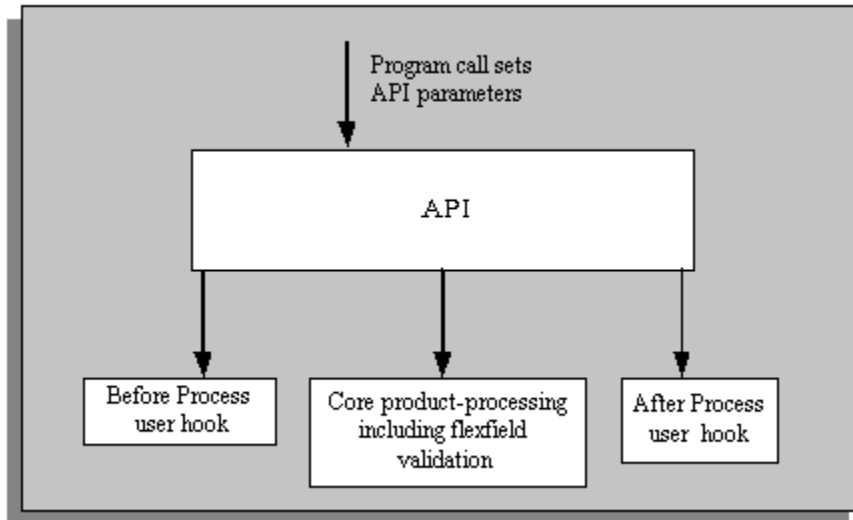 Program call sets
API parameters
API
Before Process
user hook
Core product-processing
including flexfield
validation
After Process
user hook